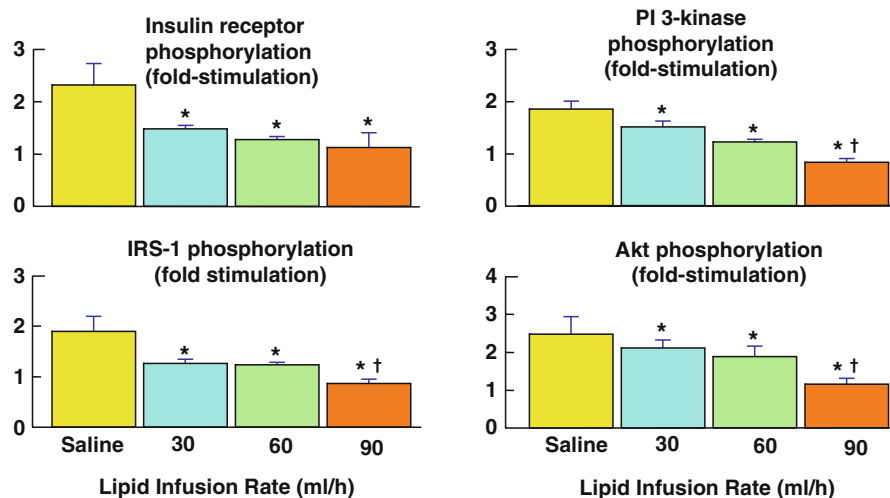 Insulin receptor
phosphorylation
(fold-stimulation)
3
2
1
0
*
*
*
PI 3-kinase
phosphorylation
(fold-stimulation)
3
2
1
0
*
*
* †
IRS-1 phosphorylation
(fold stimulation)
3
2
1
0
*
*
* †
Saline 30 60 90
Lipid Infusion Rate (ml/h)
Akt phosphorylation
(fold-stimulation)
4
3
2
1
0
*
*
* †
Saline 30 60 90
Lipid Infusion Rate (ml/h)